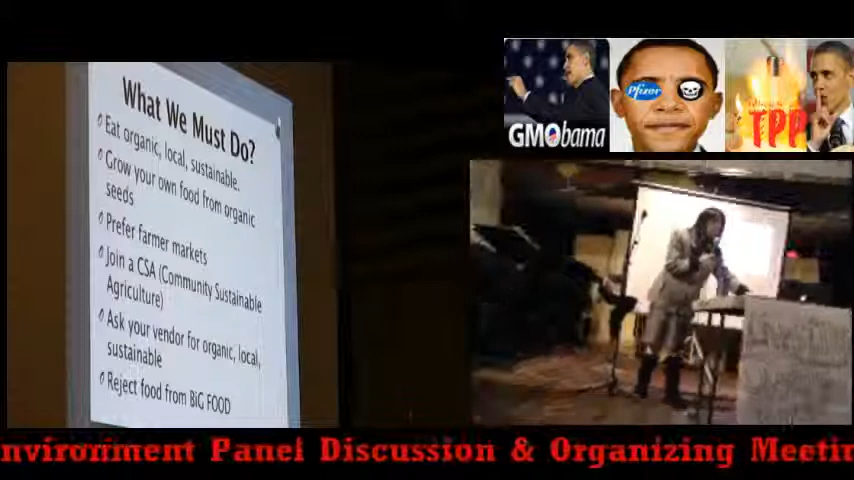 What We Must Do?
Eat organic, local, sustainable.
Grow your own food from organic
seeds
Prefer farmer markets
Join a CSA (Community Sustainable
Agriculture)
Ask your vendor for organic, local,
sustainable
Reject food from BiG FOOD
GMObama
Pfizer
TPP
nvironment Panel Discussion & Organizing Meetin